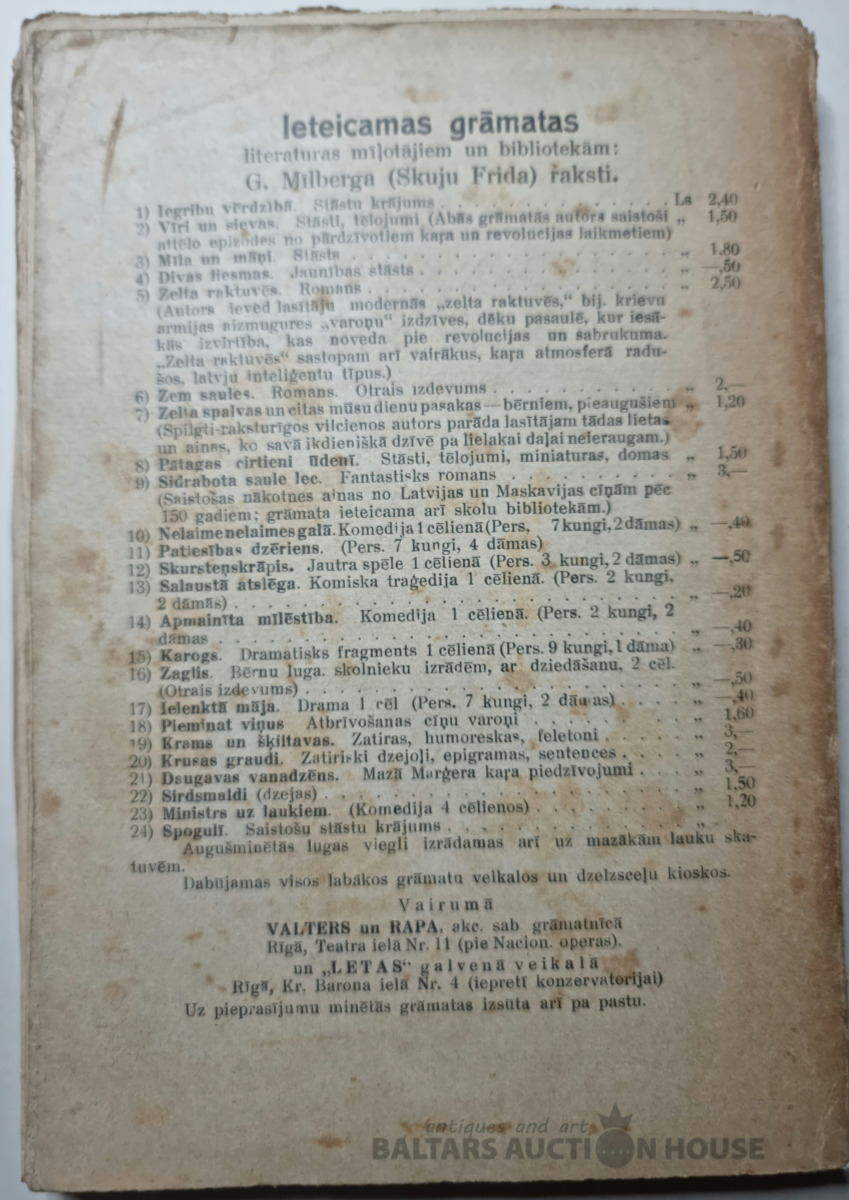 Ieteicamas grāmatas
literaturas mīļotājiem un bibliotekām:
G. Mīlberga (Skuju Frida) raksti.
1) Iegribu vērdzībā. Stāstu krājums . . . . . . . . . . . . Ls 2,40
2) Vīri un sievas. Stāsti, tēlojumi (Abās grāmatās autors saistoši „ 1,50
attēlo epizodes no pārdzīvotiem kaŗa un revolucijas laikmetiem)
3) Mīla un māņi. Stāsts . . . . . . . . . . . . „ 1,80
4) Divas liesmas. Jaunības stāsts . . . . . . . . . . „ —,50
5) Zelta raktuvēs. Romans . . . . . . . . . . . . „ 2,50
(Autors ieved lasītāju modernās „zelta raktuvēs,“ bij. krievu
armijas aizmugures „varoņu“ izdzīves, dēku pasaulē, kur iesā-
kās izvirtība, kas noveda pie revolucijas un sabrukuma.
„Zelta raktuvēs“ sastopam arī vairākus, kaŗa atmosferā radu-
šos, latvju inteliģentu tīpus.)
6) Zem saules. Romans. Otrais izdevums . . . . . . . . „ 2,—
7) Zelta spalvas un citas mūsu dienu pasakas — bērniem, pieaugušiem „ 1,20
(Spilgti-raksturīgos vilcienos autors parāda lasītājam tādas lietas
un ainas, ko savā ikdienišķā dzīvē pa lielakai daļai neieraugam.)
8) Pātagas cirtieni ūdenī. Stāsti, tēlojumi, miniaturas, domas „ 1,50
9) Sidrabota saule lec. Fantastisks romans . . . . . . . „ 3,—
(Saistošas nākotnes ainas no Latvijas un Maskavijas cīņām pēc
150 gadiem; grāmata ieteicama arī skolu bibliotekām.)
10) Nelaime nelaimes galā. Komedija 1 cēlienā (Pers. 7 kungi, 2 dāmas) „ —,40
11) Patiesības dzēriens. (Pers. 7 kungi, 4 dāmas)
12) Skursteņskrāpis. Jautra spēle 1 cēlienā (Pers. 3 kungi, 2 dāmas) „ —,50
13) Salaustā atslēga. Komiska traģedija 1 cēlienā. (Pers. 2 kungi,
2 dāmās) . . . . . . . . . . . . . . . . „ —,20
14) Apmainīta mīlēstība. Komedija 1 cēlienā. (Pers. 2 kungi, 2
dāmas . . . . . . . . . . . . . . . . . „ —,40
15) Karogs. Dramatisks fragments 1 cēlienā (Pers. 9 kungi, 1 dāma) „ —,30
16) Zaglis. Bērnu luga. skolnieku izrādēm, ar dziedāšanu, 2 cēl.
(Otrais izdevums) . . . . . . . . . . . . . . „ —,50
17) Ielenktā māja. Drama 1 cēl (Pers. 7 kungi, 2 dāmas) . . . . „ —,40
18) Pieminat viņus Atbrīvošanas cīņu varoņi . . . . . . . „ 1,60
19) Krams un šķiltavas. Zatiras, humoreskas, feletoni . . . . . „ 3,—
20) Krusas graudi. Zatiriski dzejoļi, epigramas, sentences . . . . „ 2,—
21) Daugavas vanadzēns. Mazā Marģera kaŗa piedzīvojumi . . . . „ 3,—
22) Sirdsmaldi (dzejas) . . . . . . . . . . . . . „ 1,50
23) Ministrs uz laukiem. (Komedija 4 cēlienos) . . . . . . . „ 1,20
24) Spogulī. Saistošu stāstu krājums . . . . . . . . . . „
Augušminētās lugas viegli izrādamas arī uz mazākām lauku ska-
tuvēm.
Dabūjamas visos labākos grāmatu veikalos un dzelzsceļu kioskos.
Vairumā
VALTERS un RAPA, akc. sab grāmatnīcā
Rīgā, Teatra ielā Nr. 11 (pie Nacion. operas).
un „LETAS“ galvenā veikalā
Rīgā, Kr. Barona ielā Nr. 4 (iepretī konzervatorijai)
Uz pieprasījumu minētās grāmatas izsūta arī pa pastu.
antiques and art
BALTARS AUCTION HOUSE